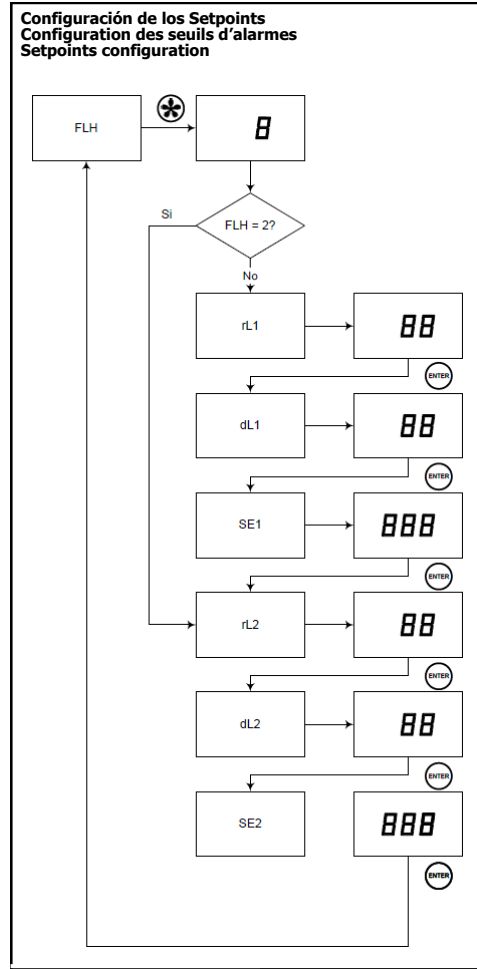 Configuración de los Setpoints
Configuration des seuils d'alarmes
Setpoints configuration
FLH
8
Si
FLH = 2?
No
rL1
88
ENTER
dL1
88
ENTER
SE1
888
ENTER
rL2
88
ENTER
dL2
88
ENTER
SE2
888
ENTER